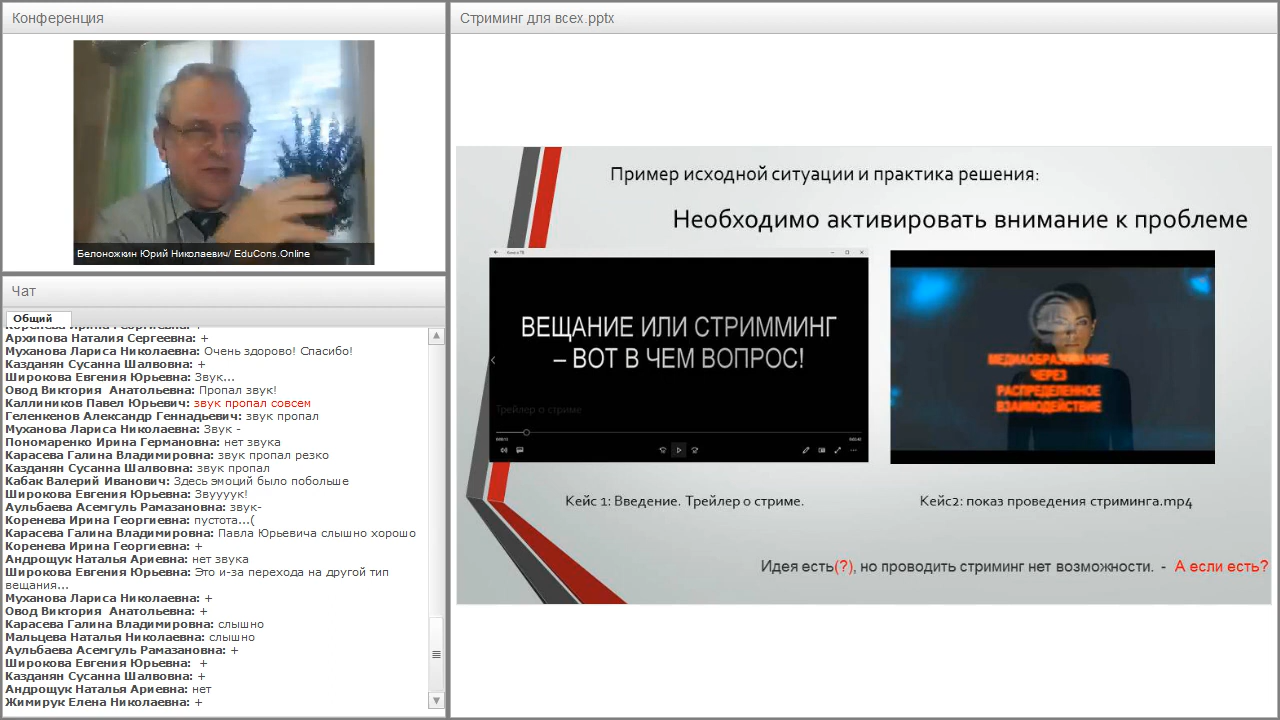 Конференция
Белоножкин Юрий Николаевич/ EduCons.Online
Чат
Общий
Коренева Ирина Георгиевна: +
Архипова Наталия Сергеевна: +
Муханова Лариса Николаевна: Очень здорово! Спасибо!
Казданян Сусанна Шалвовна: +
Широкова Евгения Юрьевна: Звук...
Овод Виктория Анатольевна: Пропал звук!
Каллиников Павел Юрьевич: звук пропал совсем
Геленкенов Александр Геннадьевич: звук пропал
Муханова Лариса Николаевна: Звук -
Пономаренко Ирина Германовна: нет звука
Карасева Галина Владимировна: звук пропал резко
Казданян Сусанна Шалвовна: звук пропал
Кабак Валерий Иванович: Здесь эмоций было побольше
Широкова Евгения Юрьевна: Звуууук!
Аульбаева Асемгуль Рамазановна: звук-
Коренева Ирина Георгиевна: пустота...(
Карасева Галина Владимировна: Павла Юрьевича слышно хорошо
Коренева Ирина Георгиевна: +
Андрощук Наталья Ариевна: нет звука
Широкова Евгения Юрьевна: Это и-за перехода на другой тип
вещания...
Муханова Лариса Николаевна: +
Овод Виктория Анатольевна: +
Карасева Галина Владимировна: слышно
Мальцева Наталья Николаевна: слышно
Аульбаева Асемгуль Рамазановна: +
Широкова Евгения Юрьевна: +
Казданян Сусанна Шалвовна: +
Андрощук Наталья Ариевна: нет
Жимирук Елена Николаевна: +
Стриминг для всех.pptx
Пример исходной ситуации и практика решения:
Необходимо активировать внимание к проблеме
ВЕЩАНИЕ ИЛИ СТРИММИНГ
– ВОТ В ЧЕМ ВОПРОС!
Трейлер о стриме
МЕДИАОБРАЗОВАНИЕ
ЧЕРЕЗ
РАСПРЕДЕЛЕННОЕ
ВЗАИМОДЕЙСТВИЕ
Кейс 1: Введение. Трейлер о стриме.
Кейс2: показ проведения стриминга.mp4
Идея есть(?), но проводить стриминг нет возможности. - А если есть?